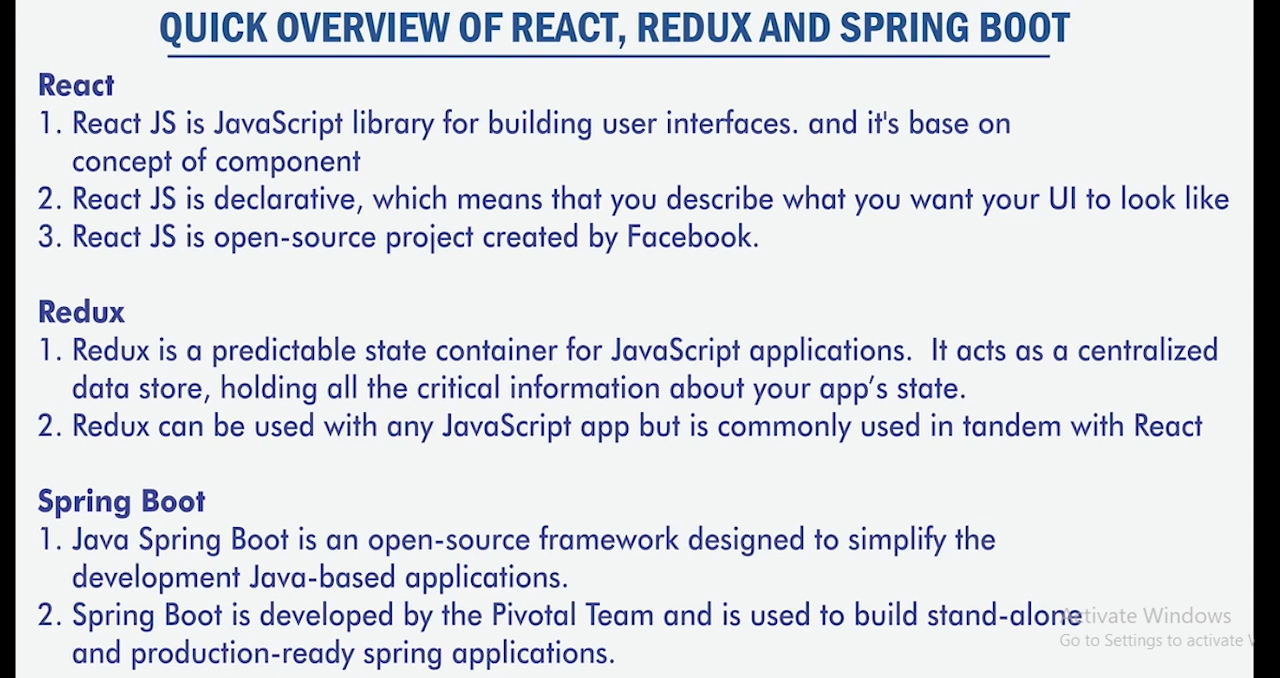 QUICK OVERVIEW OF REACT, REDUX AND SPRING BOOT
React
1. React JS is JavaScript library for building user interfaces. and it's base on
concept of component
2. React JS is declarative, which means that you describe what you want your UI to look like
3. React JS is open-source project created by Facebook.
Redux
1. Redux is a predictable state container for JavaScript applications.  It acts as a centralized
data store, holding all the critical information about your app’s state.
2. Redux can be used with any JavaScript app but is commonly used in tandem with React
Spring Boot
1. Java Spring Boot is an open-source framework designed to simplify the
development Java-based applications.
2. Spring Boot is developed by the Pivotal Team and is used to build stand-alone
and production-ready spring applications.
Activate Windows
Go to Settings to activate